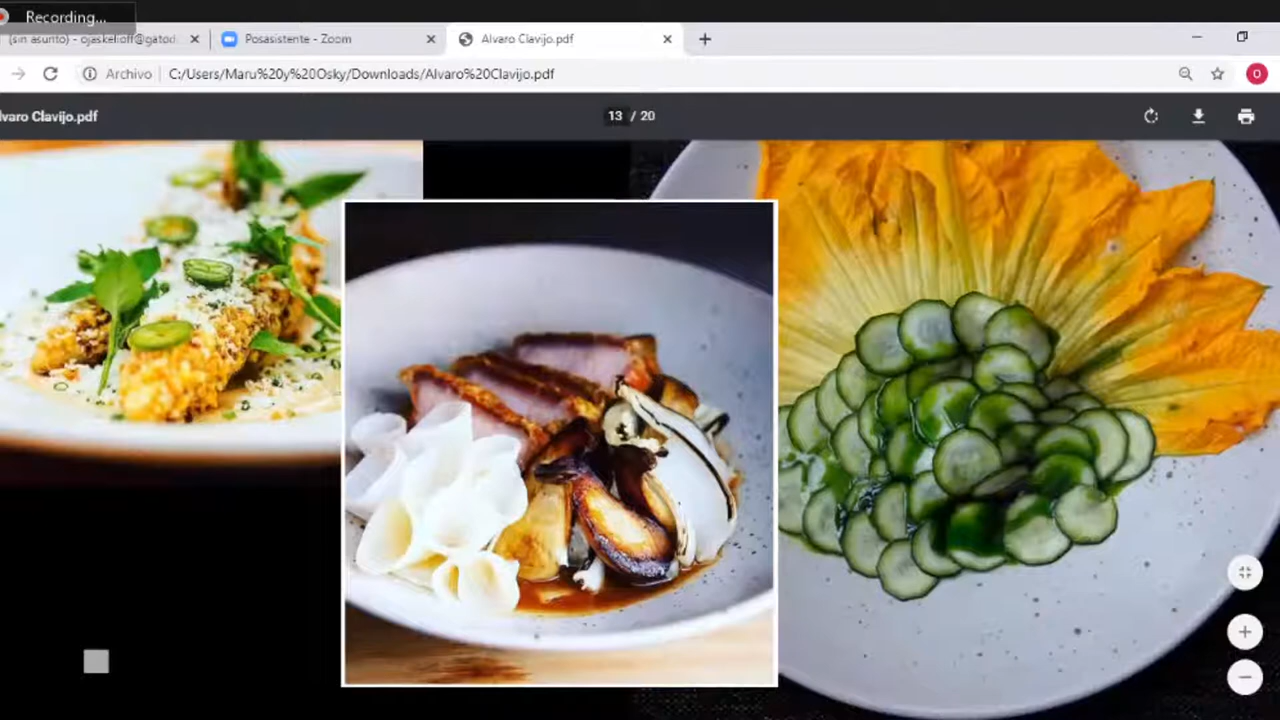 Recording...
(sin asunto) - ojaskelioff@gatod
Posasistente - Zoom
Alvaro Clavijo.pdf
Archivo
C:/Users/Maru%20y%20Osky/Downloads/Alvaro%20Clavijo.pdf
O
lvaro Clavijo.pdf
13 / 20